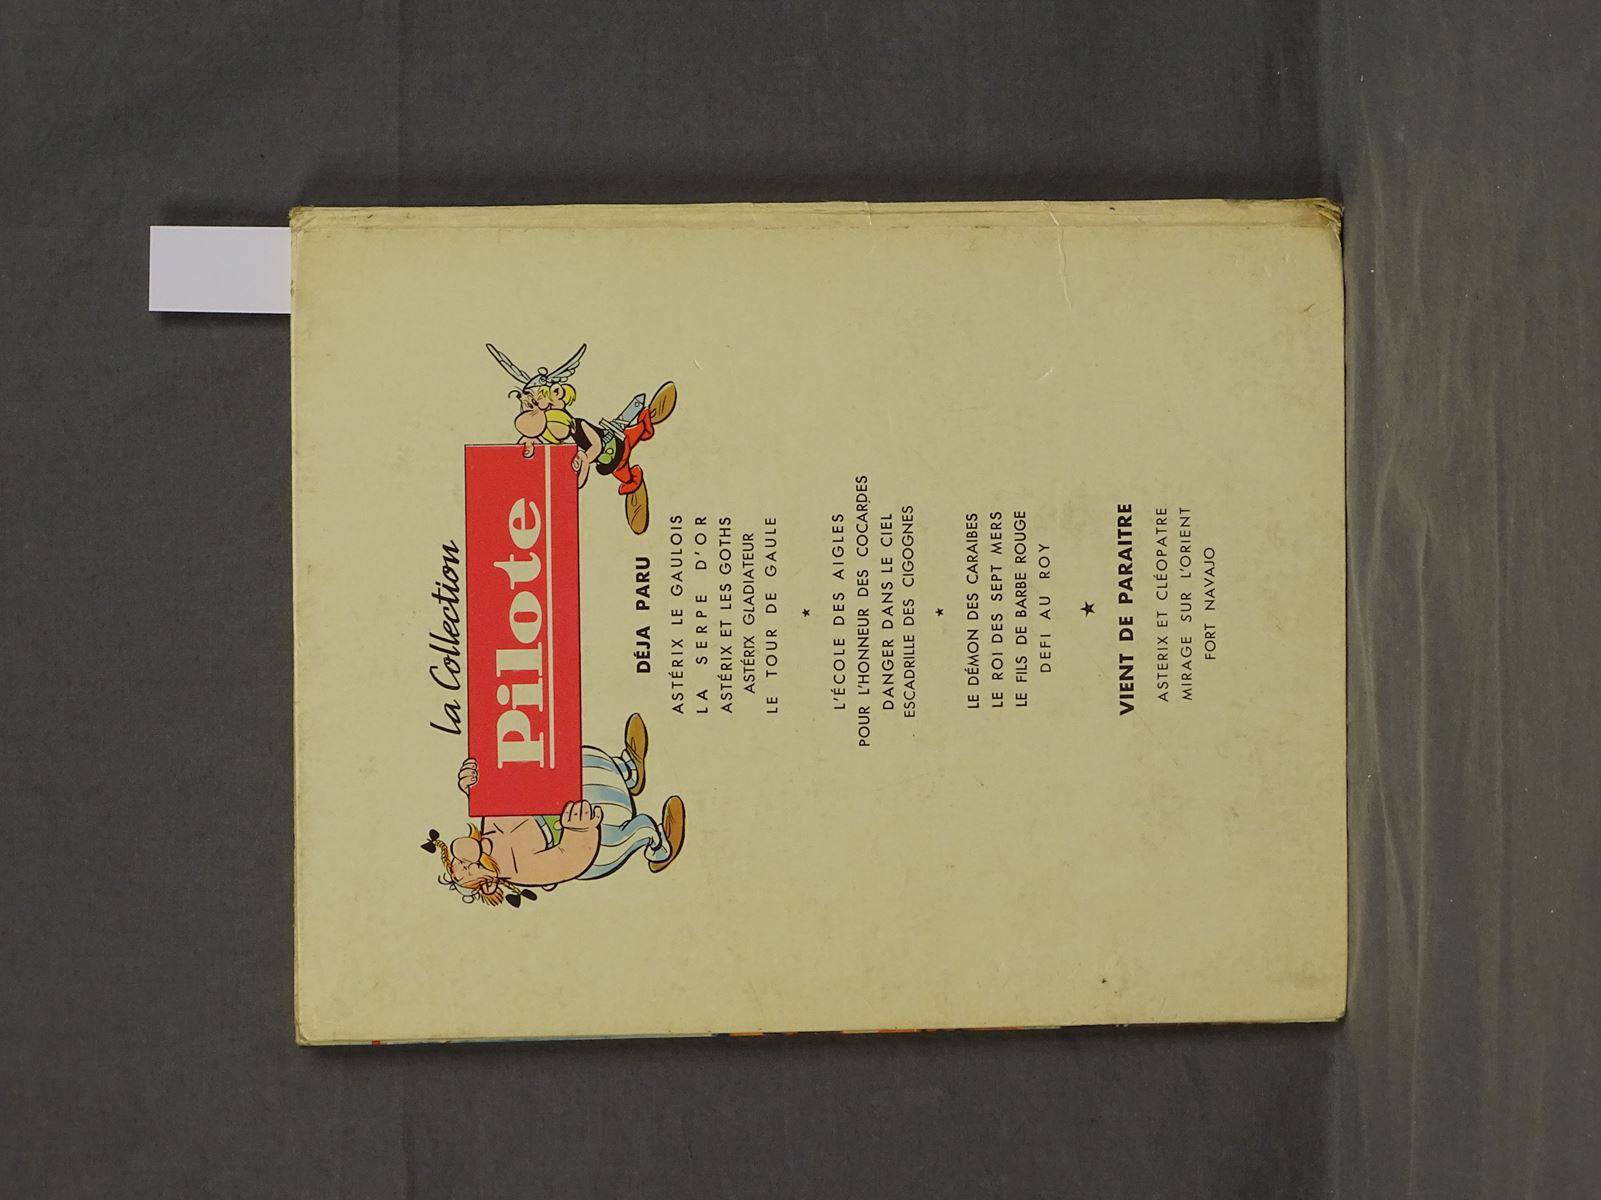 la Collection
Pilote
DÉJA PARU
ASTÉRIX LE GAULOIS
LA SERPE D'OR
ASTÉRIX ET LES GOTHS
ASTÉRIX GLADIATEUR
LE TOUR DE GAULE
L'ÉCOLE DES AIGLES
POUR L'HONNEUR DES COCARDES
DANGER DANS LE CIEL
ESCADRILLE DES CIGOGNES
LE DÉMON DES CARAIBES
LE ROI DES SEPT MERS
LE FILS DE BARBE ROUGE
DEFI AU ROY
VIENT DE PARAITRE
ASTERIX ET CLÉOPATRE
MIRAGE SUR L'ORIENT
FORT NAVAJO